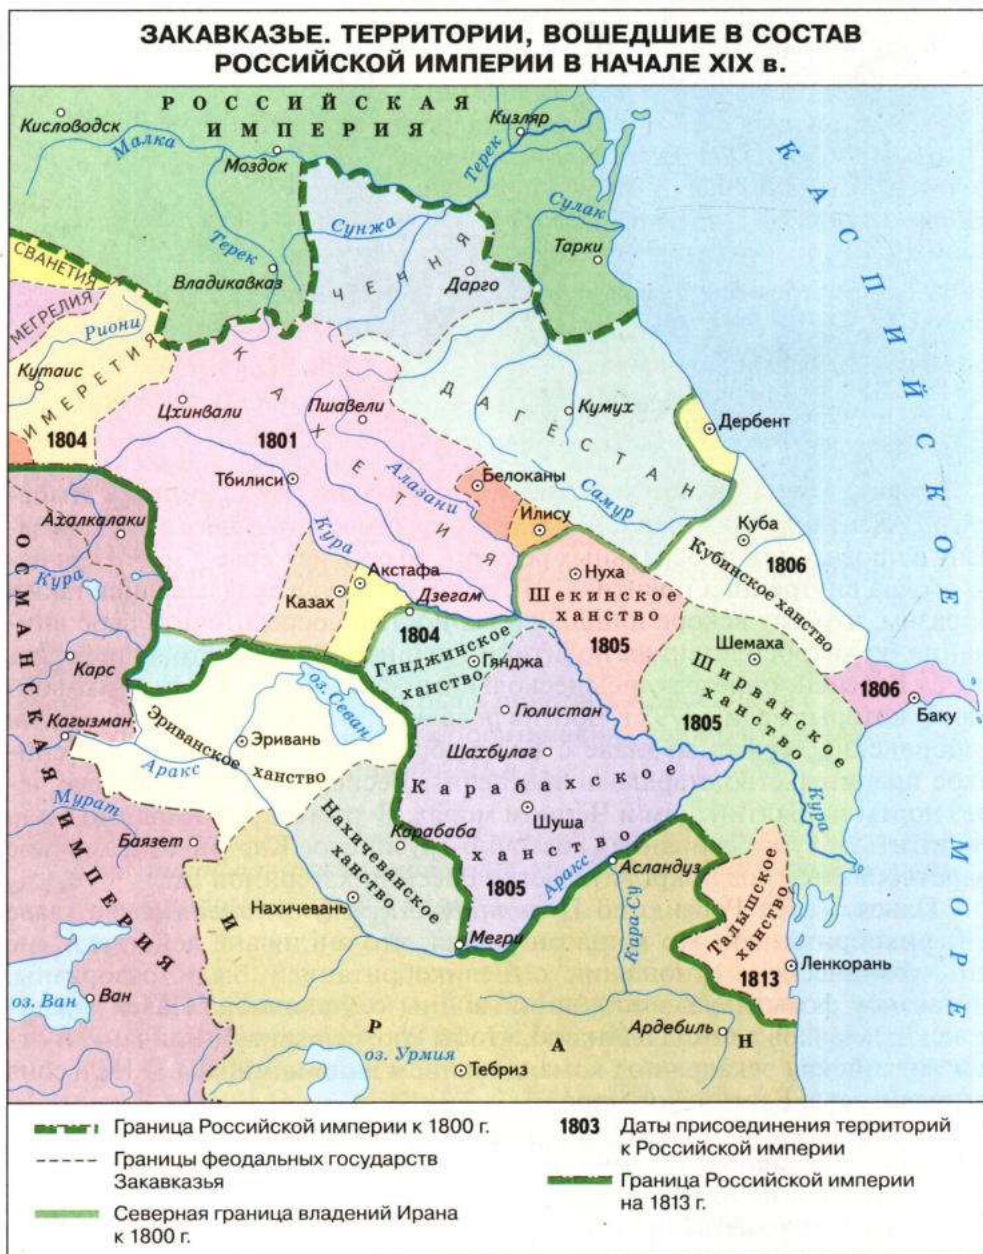 ЗАКАВКАЗЬЕ. ТЕРРИТОРИИ, ВОШЕДШИЕ В СОСТАВ
РОССИЙСКОЙ ИМПЕРИИ В НАЧАЛЕ XIX в.
РОССИЙСКАЯ
ИМПЕРИЯ
Кисловодск
Малка
Моздок
Кизляр
Терек
Сулак
Тарки
Сунжа
Терек
Владикавказ
ЧЕЧНЯ
Дарго
КАСПИЙСКОЕ МОРЕ
СВАНЕТИЯ
МЕГРЕЛИЯ
Риони
Кутаис
ИМЕРЕТИЯ
1804
Цхинвали
КАХЕТИЯ
Пшавели
1801
Тбилиси
Алазани
Кура
ДАГЕСТАН
Кумух
Дербент
Белоканы
Илису
Самур
Куба
Кубинское ханство
1806
Ахалкалаки
Кура
ОСМАНСКАЯ ИМПЕРИЯ
Казах
Акстафа
Дзегам
Нуха
Шекинское
ханство
1805
1804
Гянджинское
ханство
Гянджа
Шемаха
Ширванское
ханство
1805
1806
Баку
Карс
Кагызман
оз. Севан
Эриванское ханство
Эривань
Аракс
Гюлистан
Шахбулаг
Карабахское
Шуша
ханство
1805
Кура
Мурат
Баязет
Карабаба
Нахичеванское
ханство
Нахичевань
Мегри
Аракс
Асландуз
Кара-Су
Талышское
ханство
1813
Ленкорань
оз. Ван
Ван
ИРАН
оз. Урмия
Тебриз
Ардебиль
Граница Российской империи к 1800 г.
Границы феодальных государств
Закавказья
Северная граница владений Ирана
к 1800 г.
1803 Даты присоединения территорий
к Российской империи
Граница Российской империи
на 1813 г.